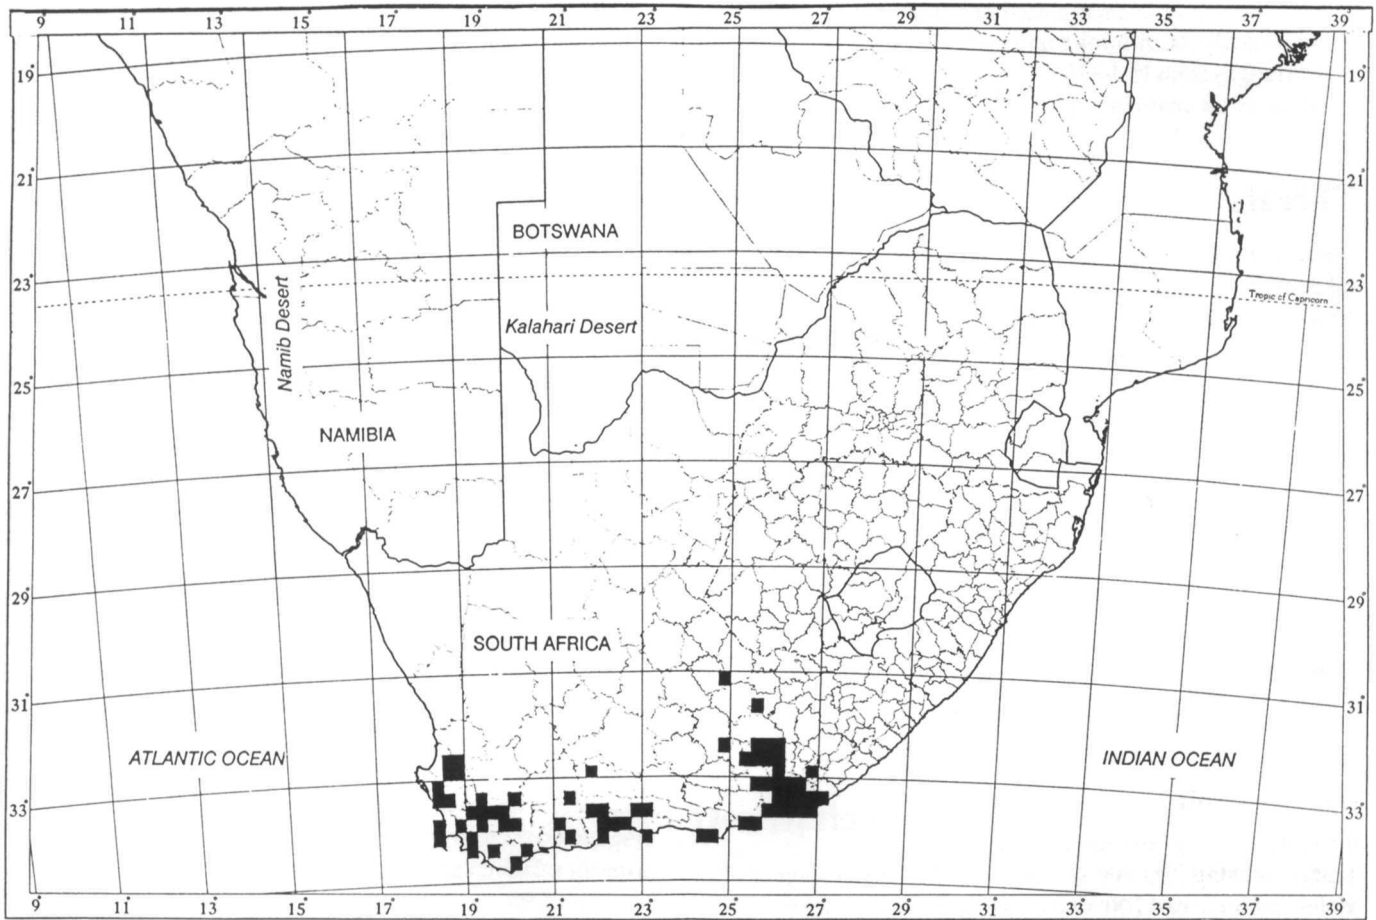 9° 11° 13° 15° 17° 19° 21° 23° 25° 27° 29° 31° 33° 35° 37° 39°
19° 19°
21° 21°
BOTSWANA
23° 23°
Tropic of Capricorn
Namib Desert
Kalahari Desert
25° 25°
NAMIBIA
27° 27°
29° 29°
SOUTH AFRICA
31° 31°
ATLANTIC OCEAN INDIAN OCEAN
33° 33°
9° 11° 13° 15° 17° 19° 21° 23° 25° 27° 29° 31° 33° 35° 37° 39°